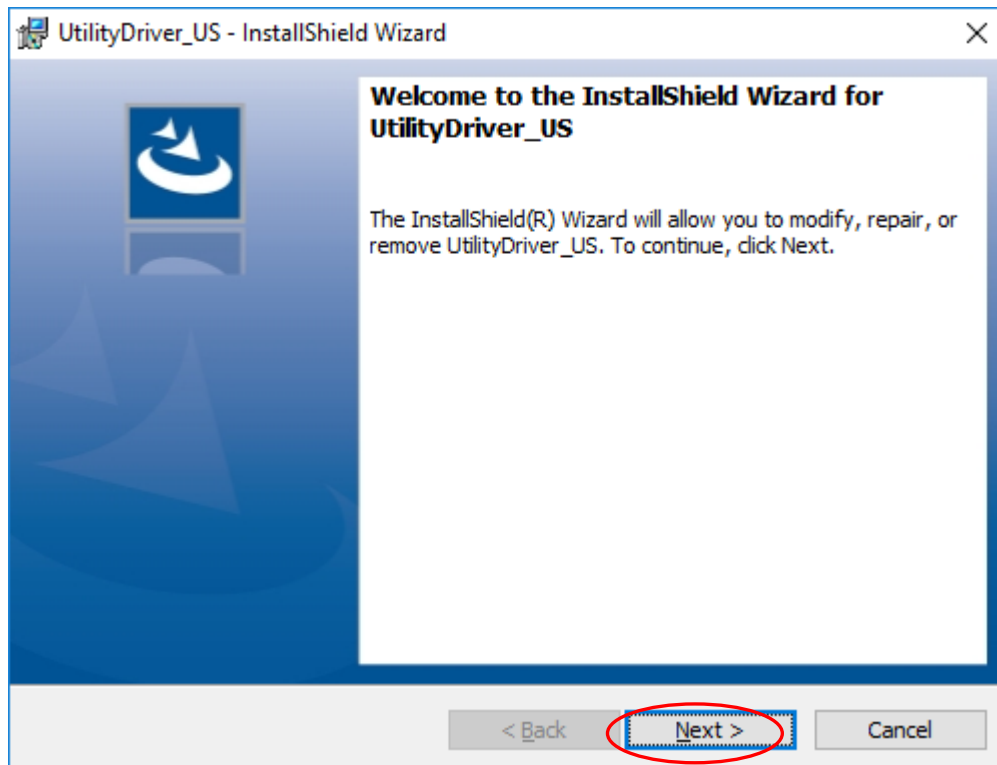 UtilityDriver_US - InstallShield Wizard
Welcome to the InstallShield Wizard for
UtilityDriver_US
The InstallShield(R) Wizard will allow you to modify, repair, or
remove UtilityDriver_US. To continue, click Next.
< Back
Next >
Cancel